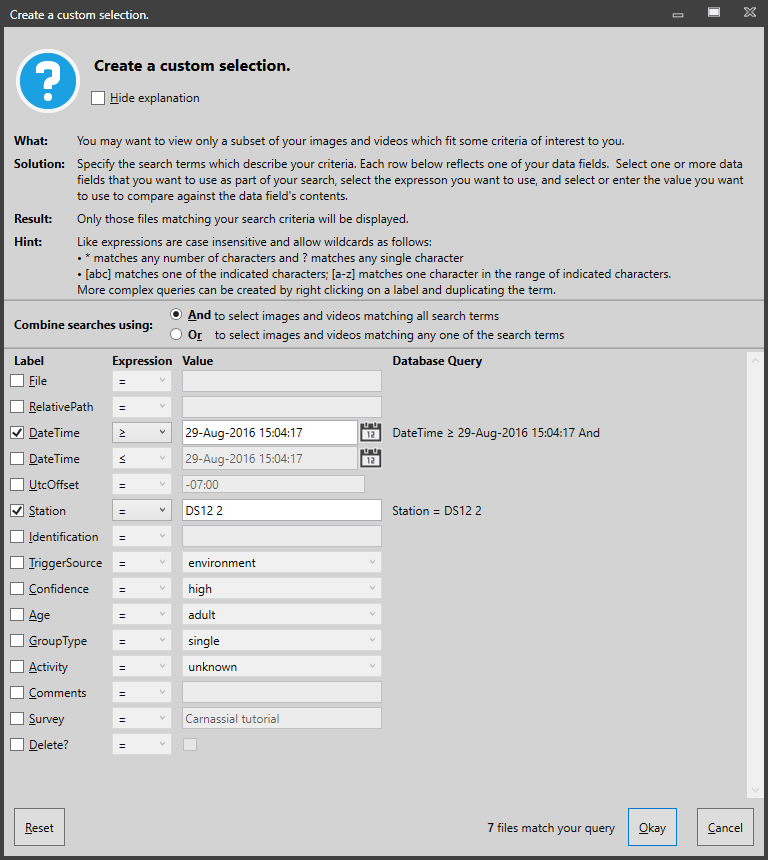 Create a custom selection.
Create a custom selection.
Hide explanation
What: You may want to view only a subset of your images and videos which fit some criteria of interest to you.
Solution: Specify the search terms which describe your criteria. Each row below reflects one of your data fields. Select one or more data
fields that you want to use as part of your search, select the expresson you want to use, and select or enter the value you want
to use to compare against the data field's contents.
Result: Only those files matching your search criteria will be displayed.
Hint: Like expressions are case insensitive and allow wildcards as follows:
• * matches any number of characters and ? matches any single character
• [abc] matches one of the indicated characters; [a-z] matches one character in the range of indicated characters.
More complex queries can be created by right clicking on a label and duplicating the term.
Combine searches using:
And to select images and videos matching all search terms
Or to select images and videos matching any one of the search terms
Label Expression Value Database Query
File =
RelativePath =
DateTime ≥ 29-Aug-2016 15:04:17 12 DateTime ≥ 29-Aug-2016 15:04:17 And
DateTime ≤ 29-Aug-2016 15:04:17 12
UtcOffset = -07:00
Station = DS12 2 Station = DS12 2
Identification =
TriggerSource = environment
Confidence = high
Age = adult
GroupType = single
Activity = unknown
Comments =
Survey = Carnassial tutorial
Delete? =
Reset 7 files match your query Okay Cancel